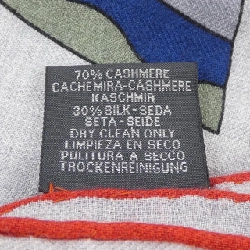 70% CASHMERE
CACHEMIRA-CASHMERE
KASCHMIR
30% SILK-SEDA
SETA-SEIDE
DRY CLEAN ONLY
LIMPIEZA EN SECO
PULITURA A SECCO
TROCKENREINIGUNG